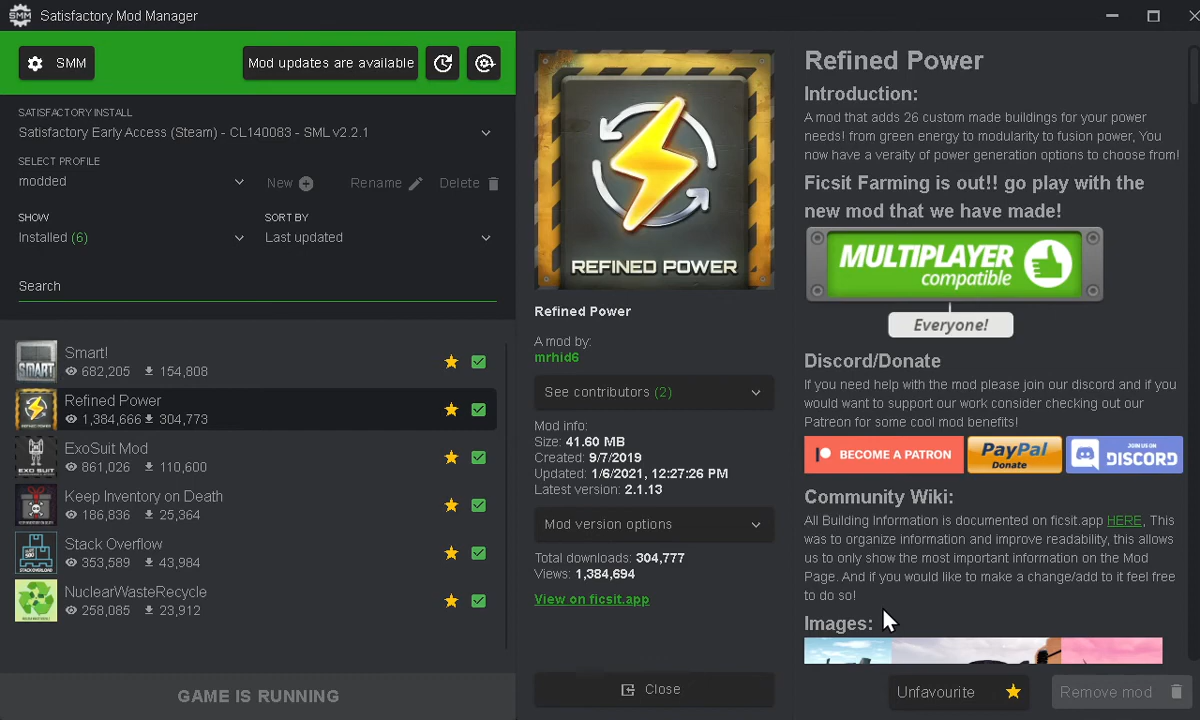 Satisfactory Mod Manager
SMM
Mod updates are available
SATISFACTORY INSTALL
Satisfactory Early Access (Steam) - CL140083 - SML v2.2.1
SELECT PROFILE
modded
New
Rename
Delete
SHOW
SORT BY
Installed (6)
Last updated
Search
Smart!
682,205 154,808
Refined Power
1,384,666 304,773
ExoSuit Mod
861,026 110,600
Keep Inventory on Death
186,836 25,364
Stack Overflow
353,589 43,984
NuclearWasteRecycle
258,085 23,912
GAME IS RUNNING
REFINED POWER
Refined Power
A mod by:
mrhid6
See contributors (2)
Mod info:
Size: 41.60 MB
Created: 9/7/2019
Updated: 1/6/2021, 12:27:26 PM
Latest version: 2.1.13
Mod version options
Total downloads: 304,777
Views: 1,384,694
View on ficsit.app
Close
Refined Power
Introduction:
A mod that adds 26 custom made buildings for your power
needs! from green energy to modularity to fusion power, You
now have a veraity of power generation options to choose from!
Ficsit Farming is out!! go play with the
new mod that we have made!
MULTIPLAYER
compatible
Everyone!
Discord/Donate
If you need help with the mod please join our discord and if you
would want to support our work consider checking out our
Patreon for some cool mod benefits!
BECOME A PATRON
PayPal
Donate
JOIN US ON
DISCORD
Community Wiki:
All Building Information is documented on ficsit.app HERE, This
was to organize information and improve readability, this allows
us to only show the most important information on the Mod
Page. And if you would like to make a change/add to it feel free
to do so!
Images:
Unfavourite
Remove mod